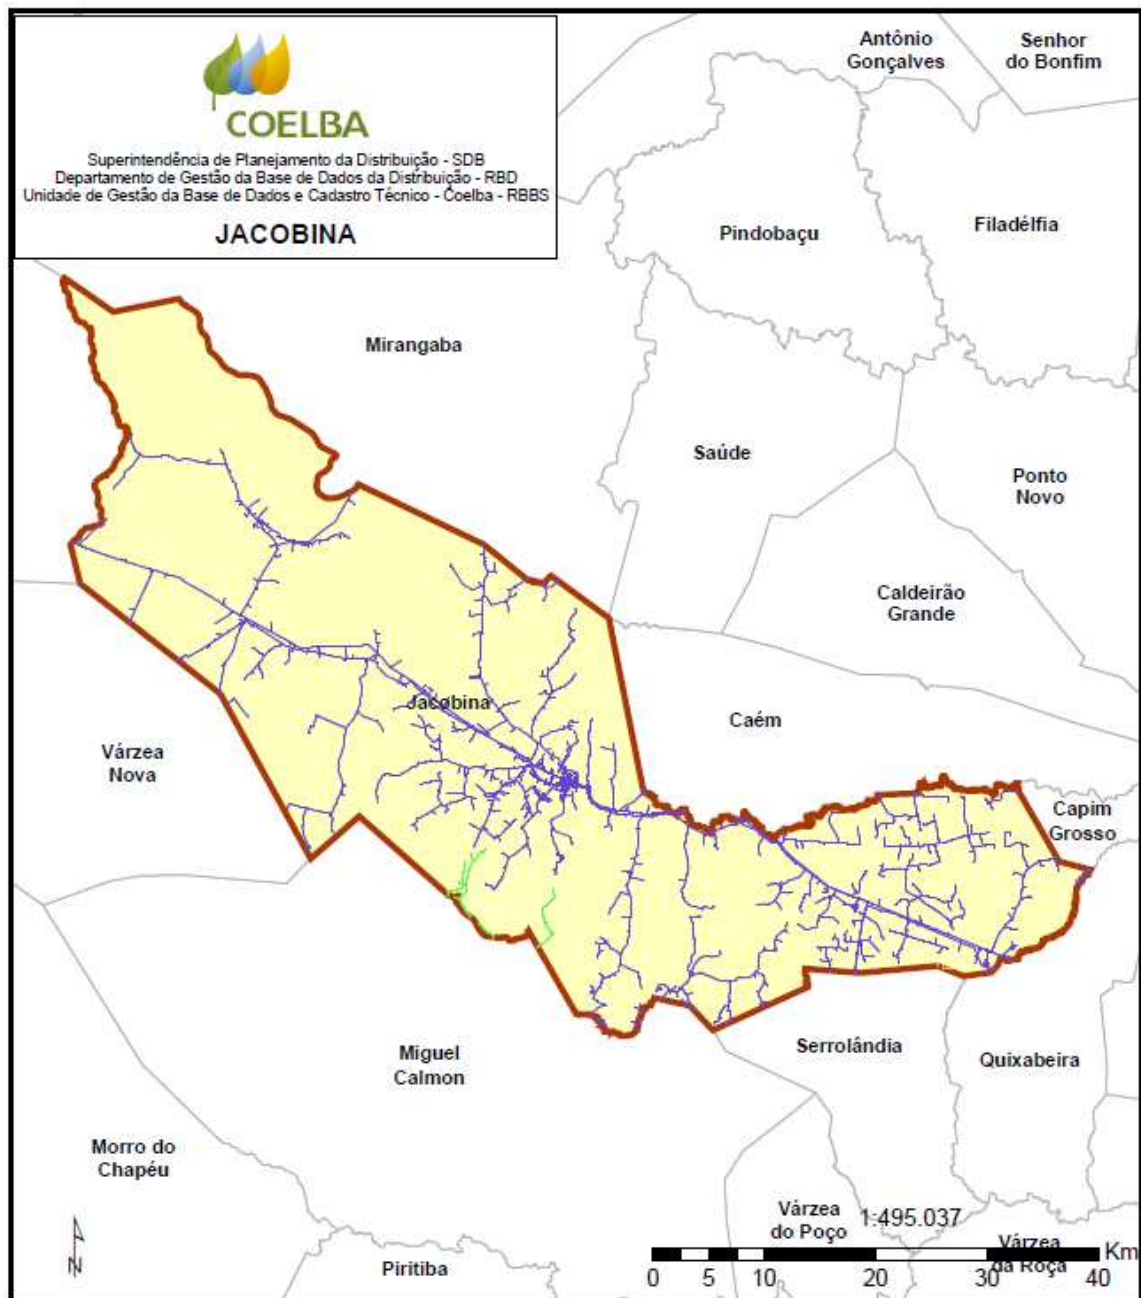 COELBA
Superintendência de Planejamento da Distribuição - SDB
Departamento de Gestão da Base de Dados da Distribuição - RBD
Unidade de Gestão da Base de Dados e Cadastro Técnico - Coelba - RBBS
JACOBINA
Antônio
Gonçalves
Senhor
do Bonfim
Pindobaçu
Filadélfia
Mirangaba
Saúde
Ponto
Novo
Caldeirão
Grande
Jacobina
Caém
Várzea
Nova
Capim
Grosso
Miguel
Calmon
Serrolândia
Quixabeira
Morro do
Chapéu
Várzea
do Poço
1:495.037
Várzea
da Roça
Piritiba
N
Km
0 5 10 20 30 40